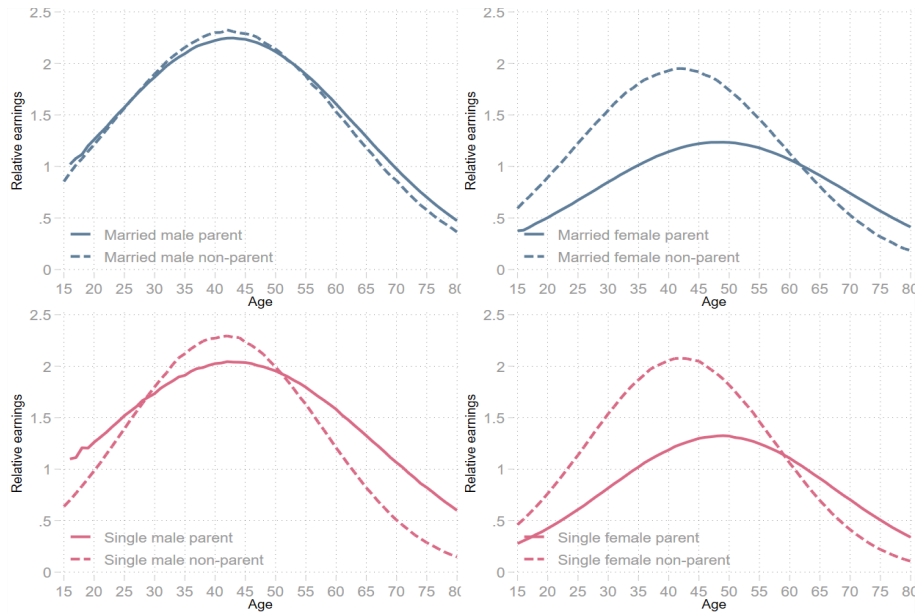 2.5
2
1.5
1
.5
0
Relative earnings
Married male parent
Married male non-parent
15 20 25 30 35 40 45 50 55 60 65 70 75 80
Age
2.5
2
1.5
1
.5
0
Relative earnings
Married female parent
Married female non-parent
15 20 25 30 35 40 45 50 55 60 65 70 75 80
Age
2.5
2
1.5
1
.5
0
Relative earnings
Single male parent
Single male non-parent
15 20 25 30 35 40 45 50 55 60 65 70 75 80
Age
2.5
2
1.5
1
.5
0
Relative earnings
Single female parent
Single female non-parent
15 20 25 30 35 40 45 50 55 60 65 70 75 80
Age